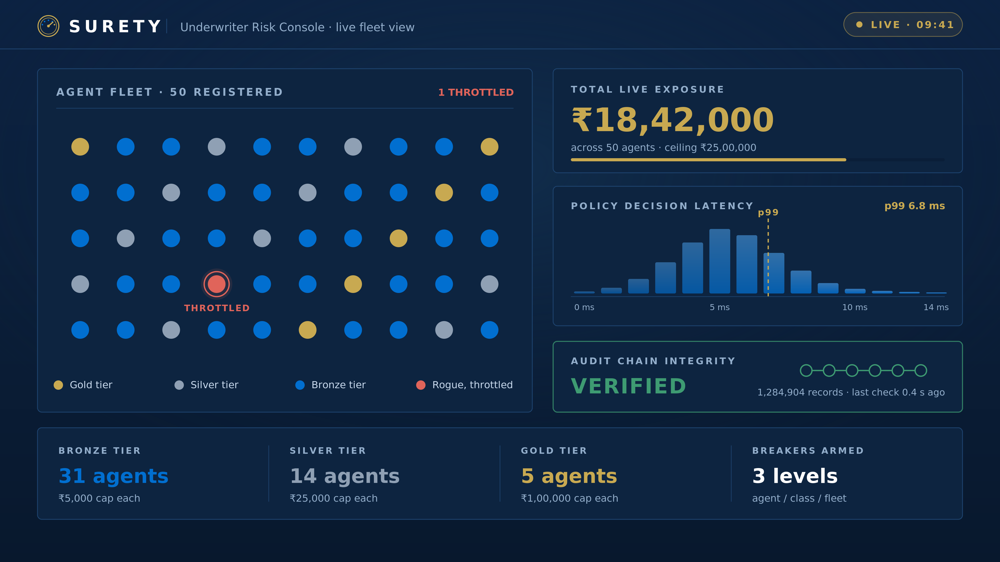 SURETY
Underwriter Risk Console · live fleet view
LIVE · 09:41
AGENT FLEET · 50 REGISTERED
1 THROTTLED
THROTTLED
Gold tier
Silver tier
Bronze tier
Rogue, throttled
TOTAL LIVE EXPOSURE
₹18,42,000
across 50 agents · ceiling ₹25,00,000
POLICY DECISION LATENCY
p99 6.8 ms
p99
0 ms
5 ms
10 ms
14 ms
AUDIT CHAIN INTEGRITY
VERIFIED
1,284,904 records · last check 0.4 s ago
BRONZE TIER
31 agents
₹5,000 cap each
SILVER TIER
14 agents
₹25,000 cap each
GOLD TIER
5 agents
₹1,00,000 cap each
BREAKERS ARMED
3 levels
agent / class / fleet